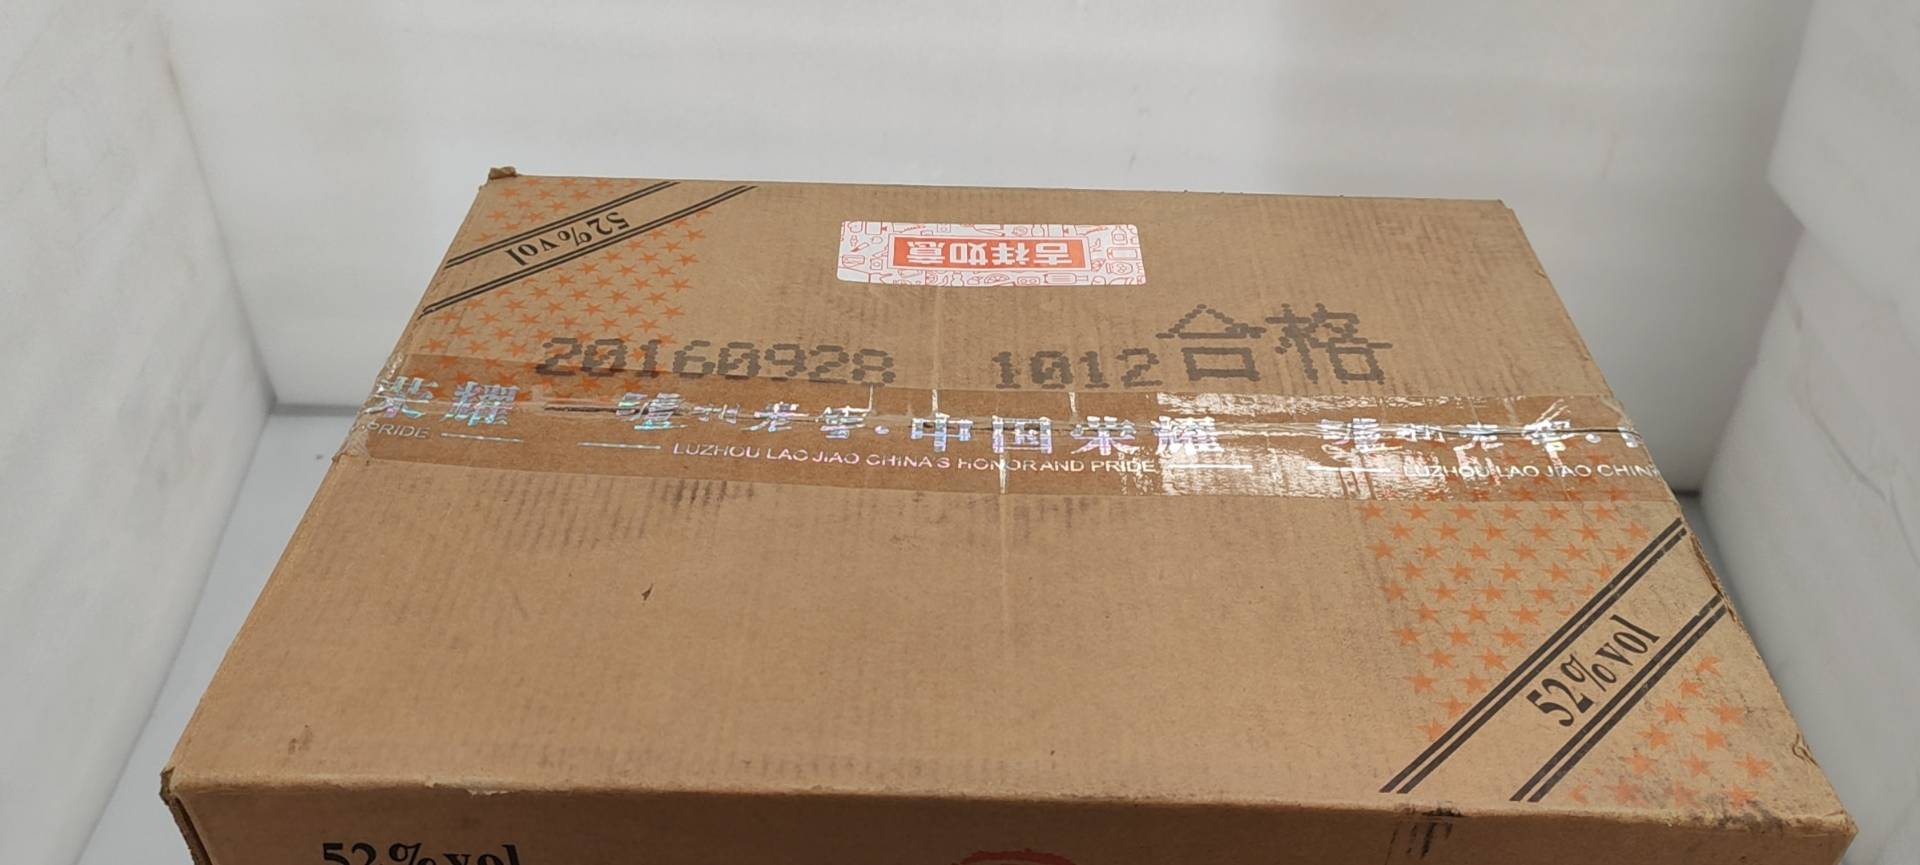 52%vol
吉祥如意
20160928 1012合格
荣耀 泸州老窖·中国荣耀 泸州老窖·
PRIDE LUZHOU LAO JIAO CHINA'S HONOR AND PRIDE LUZHOU LAO JIAO CHIN
52%vol
52%vol